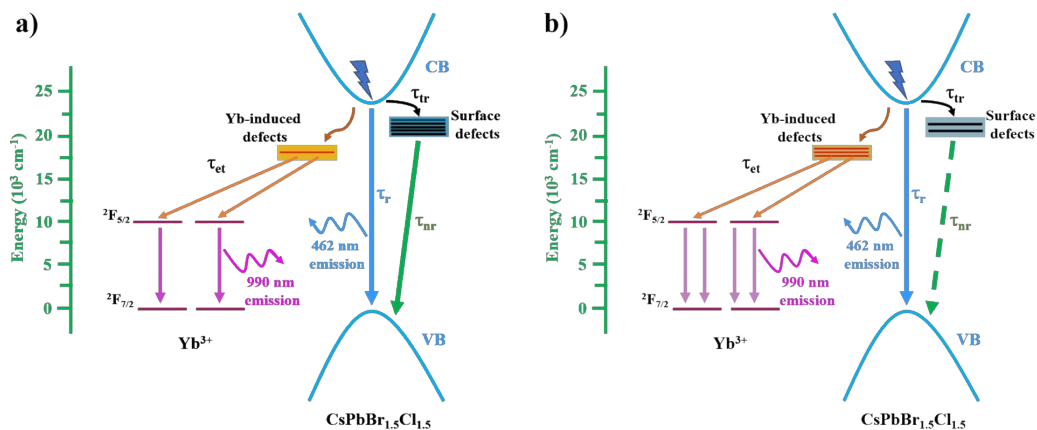 a)
CB
τtr
25
Yb-induced
defects
Surface
defects
20
τet
15
Energy (10³ cm⁻¹)
τr
²F5/2
10
τnr
462 nm
emission
5
990 nm
emission
²F7/2
0
VB
Yb³⁺
CsPbBr1.5Cl1.5
b)
CB
τtr
25
Yb-induced
defects
Surface
defects
20
τet
15
Energy (10³ cm⁻¹)
τr
²F5/2
10
τnr
462 nm
emission
5
990 nm
emission
²F7/2
0
VB
Yb³⁺
CsPbBr1.5Cl1.5